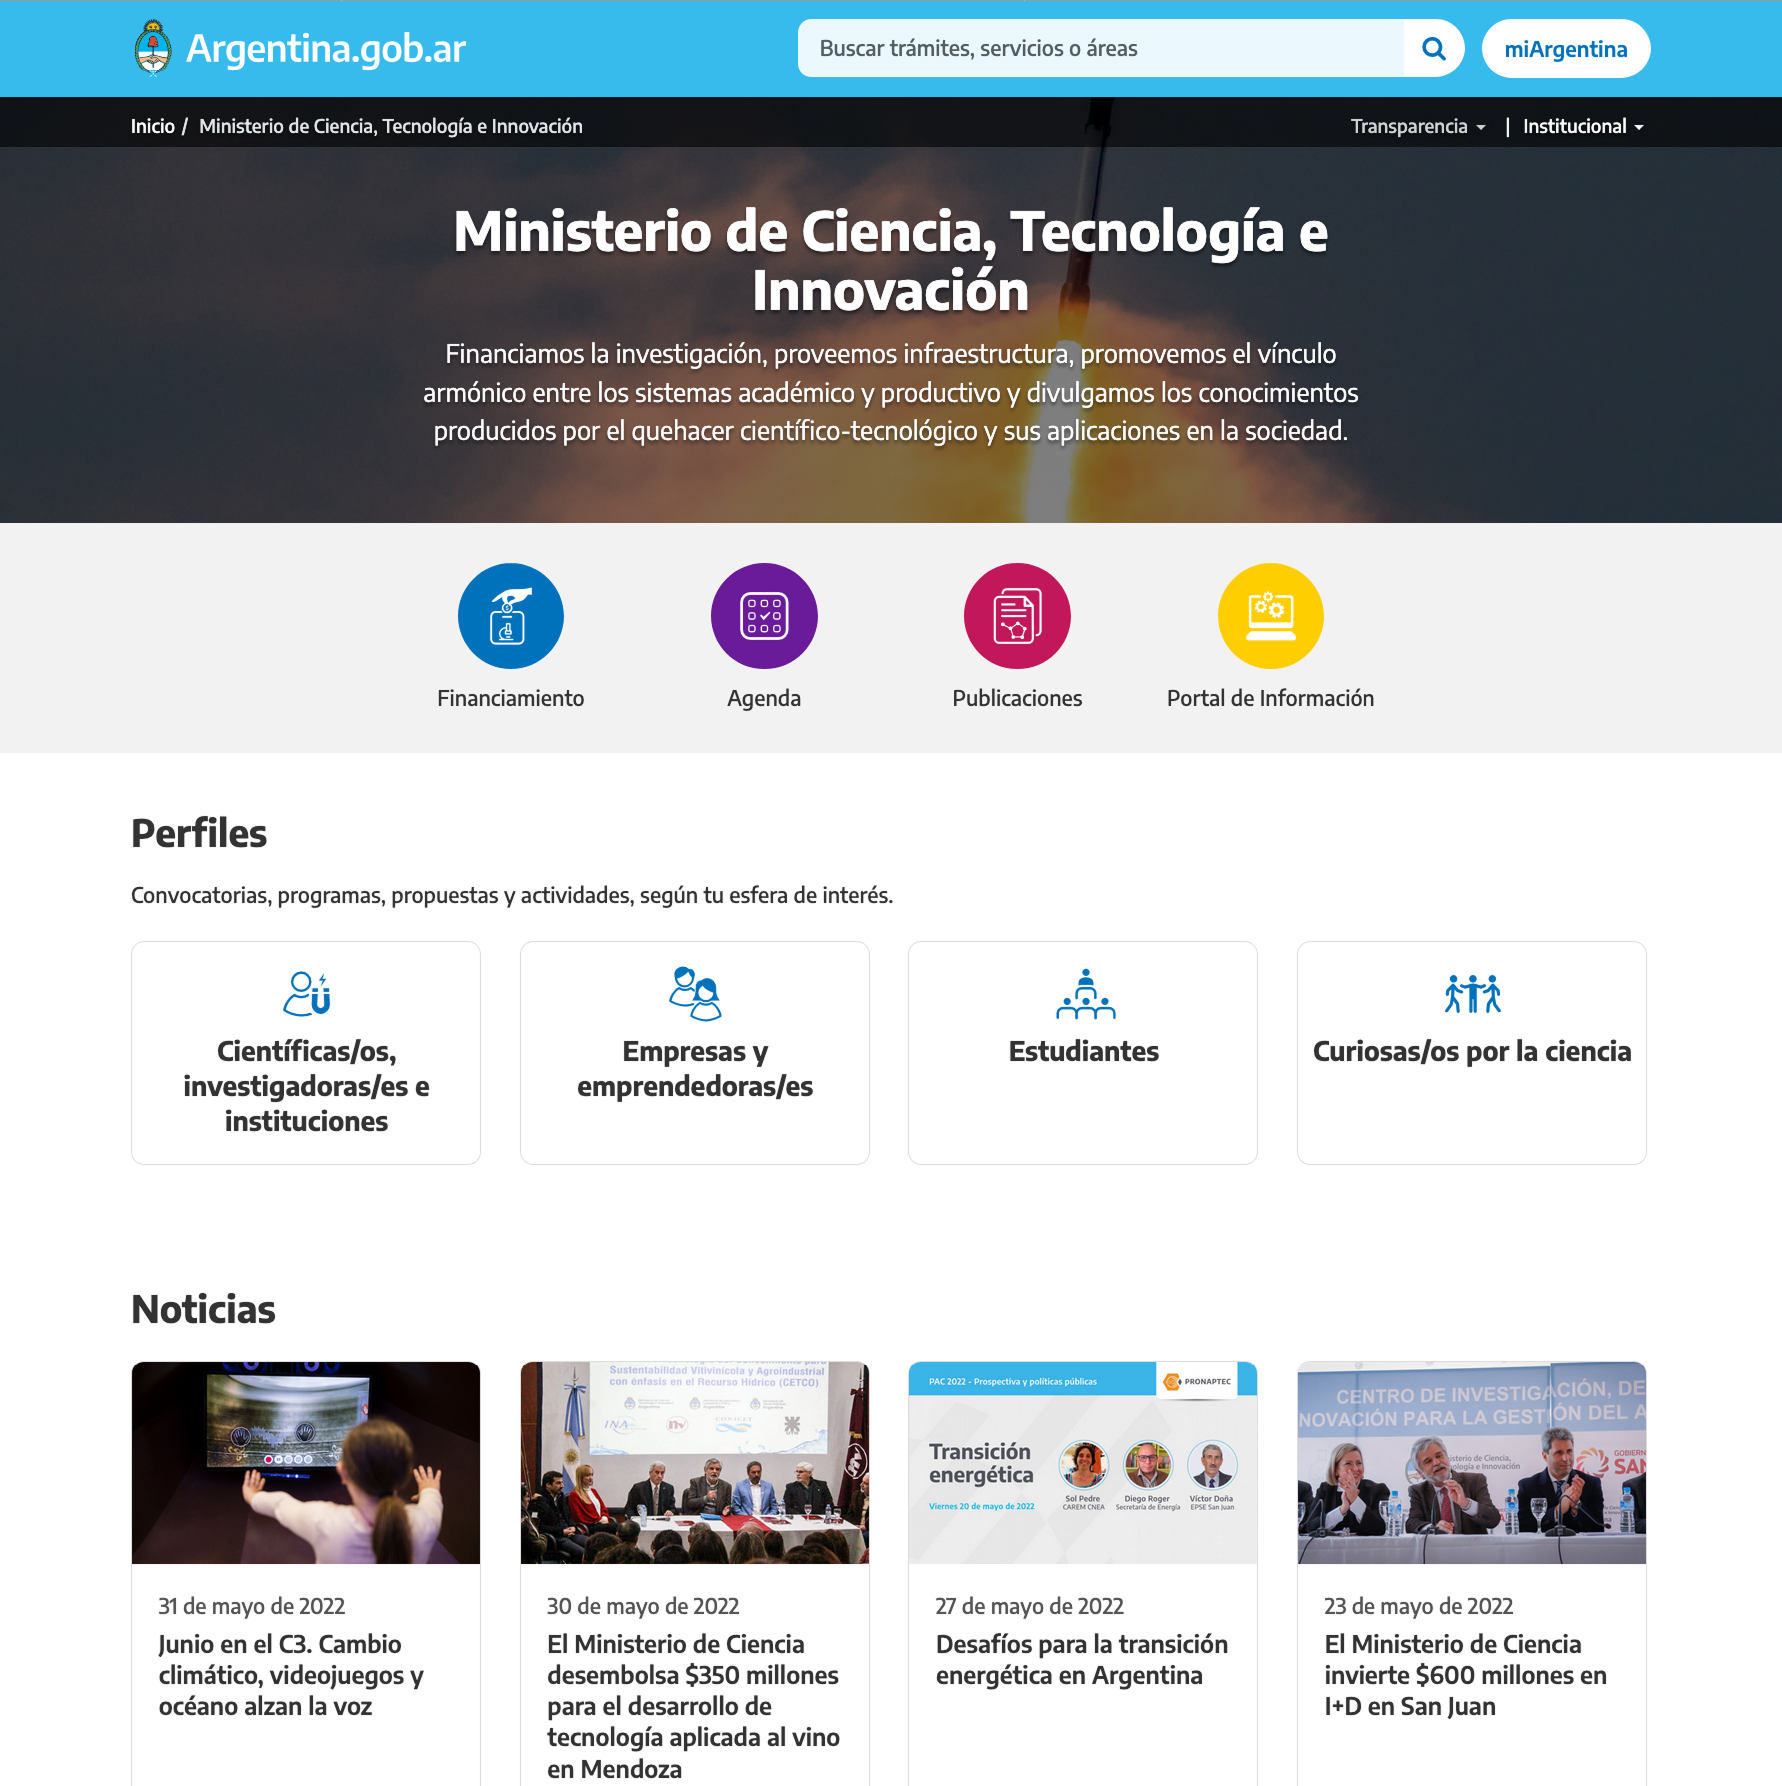 Argentina.gob.ar
Buscar trámites, servicios o áreas
miArgentina
Inicio / Ministerio de Ciencia, Tecnología e Innovación
Transparencia | Institucional
Ministerio de Ciencia, Tecnología e
Innovación
Financiamos la investigación, proveemos infraestructura, promovemos el vínculo
armónico entre los sistemas académico y productivo y divulgamos los conocimientos
producidos por el quehacer científico-tecnológico y sus aplicaciones en la sociedad.
Financiamiento
Agenda
Publicaciones
Portal de Información
Perfiles
Convocatorias, programas, propuestas y actividades, según tu esfera de interés.
Científicas/os,
investigadoras/es e
instituciones
Empresas y
emprendedoras/es
Estudiantes
Curiosas/os por la ciencia
Noticias
31 de mayo de 2022
Junio en el C3. Cambio
climático, videojuegos y
océano alzan la voz
Sustentabilidad Vitivinícola y Agroindustrial
con énfasis en el Recurso Hídrico (CETCO)
INA
CONICET
30 de mayo de 2022
El Ministerio de Ciencia
desembolsa $350 millones
para el desarrollo de
tecnología aplicada al vino
en Mendoza
PAC 2022 - Prospectiva y políticas públicas
PRONAPTEC
Transición
energética
Viernes 20 de mayo de 2022
Sol Pedre
CAREM CNEA
Diego Roger
Secretaría de Energía
Víctor Doña
EPSE San Juan
27 de mayo de 2022
Desafíos para la transición
energética en Argentina
CENTRO DE INVESTIGACIÓN, DE
NOVACIÓN PARA LA GESTIÓN DEL A
GOBIERN
SAN
23 de mayo de 2022
El Ministerio de Ciencia
invierte $600 millones en
I+D en San Juan